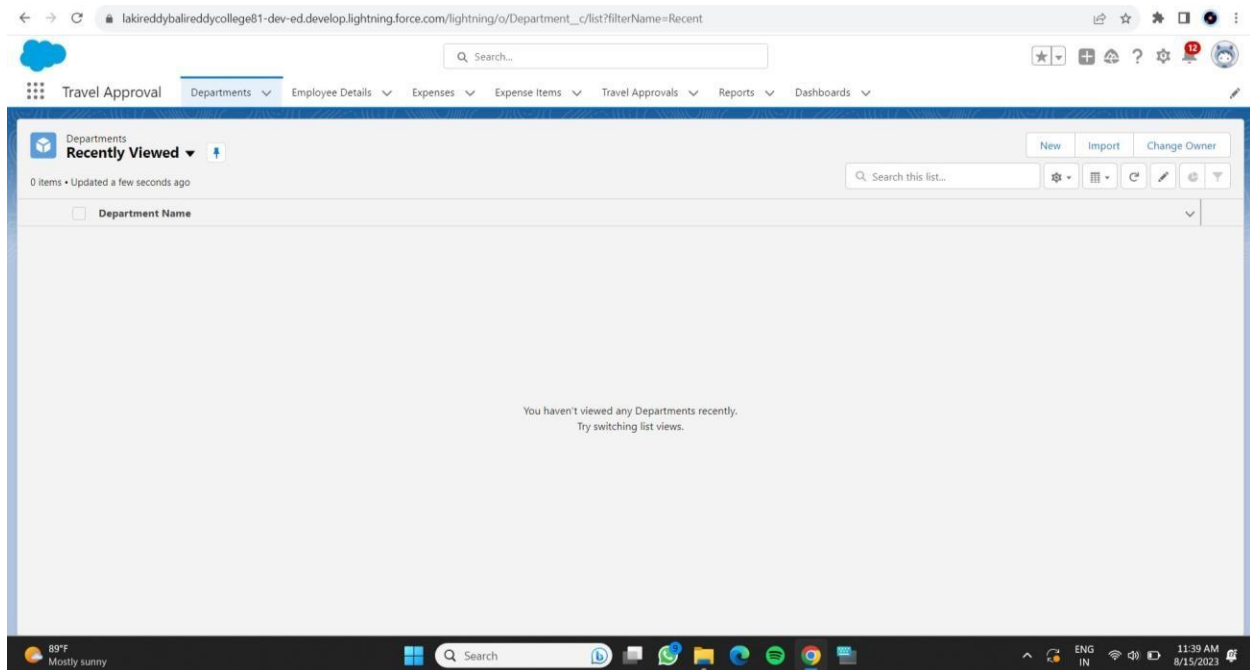 lakireddybalireddycollege81-dev-ed.develop.lightning.force.com/lightning/o/Department__c/list?filterName=Recent
Search...
12
Travel Approval Departments Employee Details Expenses Expense Items Travel Approvals Reports Dashboards
Departments
Recently Viewed
New Import Change Owner
0 items • Updated a few seconds ago
Search this list...
Department Name
You haven't viewed any Departments recently.
Try switching list views.
89°F
Mostly sunny
Search
ENG
IN
11:39 AM
8/15/2023